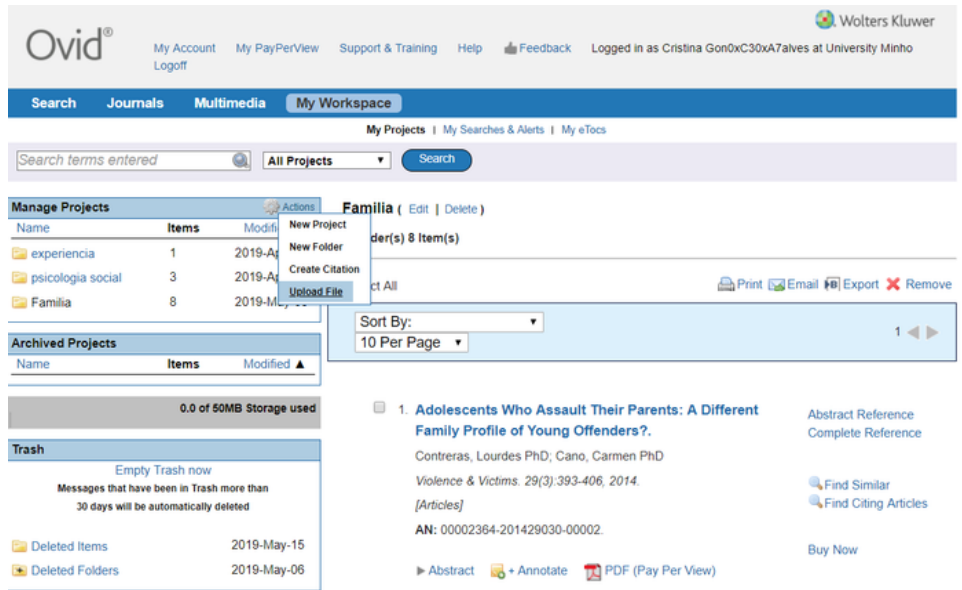 Wolters Kluwer
Ovid®
My Account My PayPerView Support & Training Help Feedback Logged in as Cristina Gon0xC30xA7alves at University Minho
Logoff
Search Journals Multimedia My Workspace
My Projects | My Searches & Alerts | My eTocs
Search terms entered All Projects Search
Manage Projects Actions
Name Items Modifi
experiencia 1 2019-Ap
psicologia social 3 2019-Ap
Familia 8 2019-M
New Project
New Folder
Create Citation
Upload File
Familia ( Edit | Delete )
der(s) 8 Item(s)
ct All Print Email Export Remove
Sort By:
10 Per Page 1
Archived Projects
Name Items Modified ▲
0.0 of 50MB Storage used
Trash
Empty Trash now
Messages that have been in Trash more than
30 days will be automatically deleted
Deleted Items 2019-May-15
Deleted Folders 2019-May-06
1. Adolescents Who Assault Their Parents: A Different
Family Profile of Young Offenders?.
Contreras, Lourdes PhD; Cano, Carmen PhD
Violence & Victims. 29(3):393-406, 2014.
[Articles]
AN: 00002364-201429030-00002.
Abstract + Annotate PDF (Pay Per View)
Abstract Reference
Complete Reference
Find Similar
Find Citing Articles
Buy Now